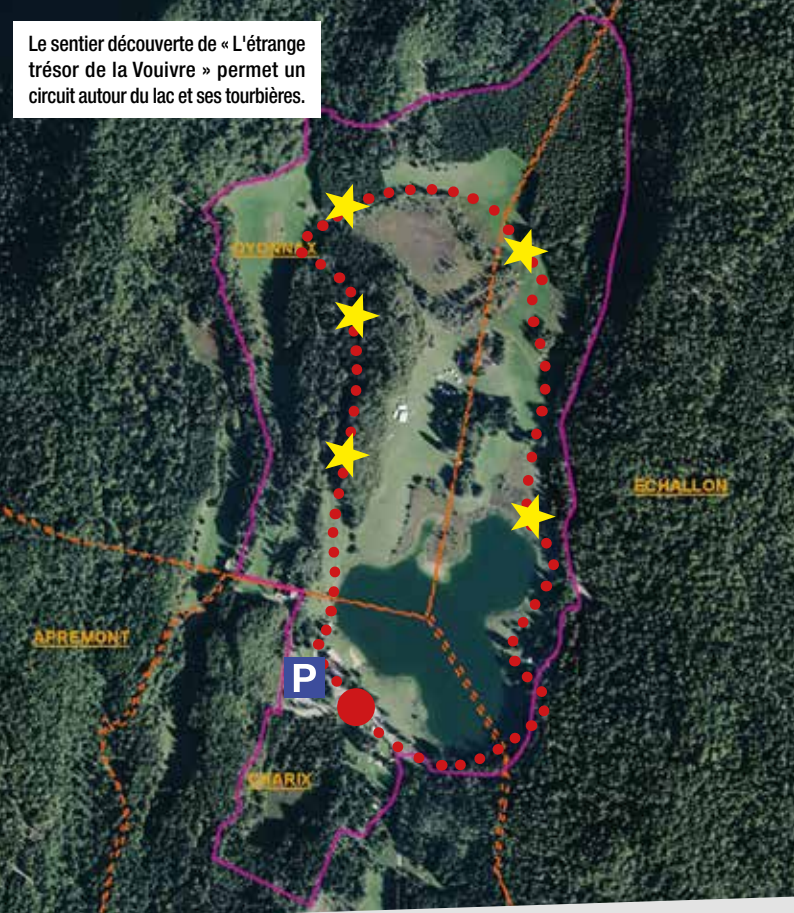 Le sentier découverte de « L'étrange
trésor de la Vouivre » permet un
circuit autour du lac et ses tourbières.
OYONNAX
ECHALLON
APREMONT
P
CHARIX